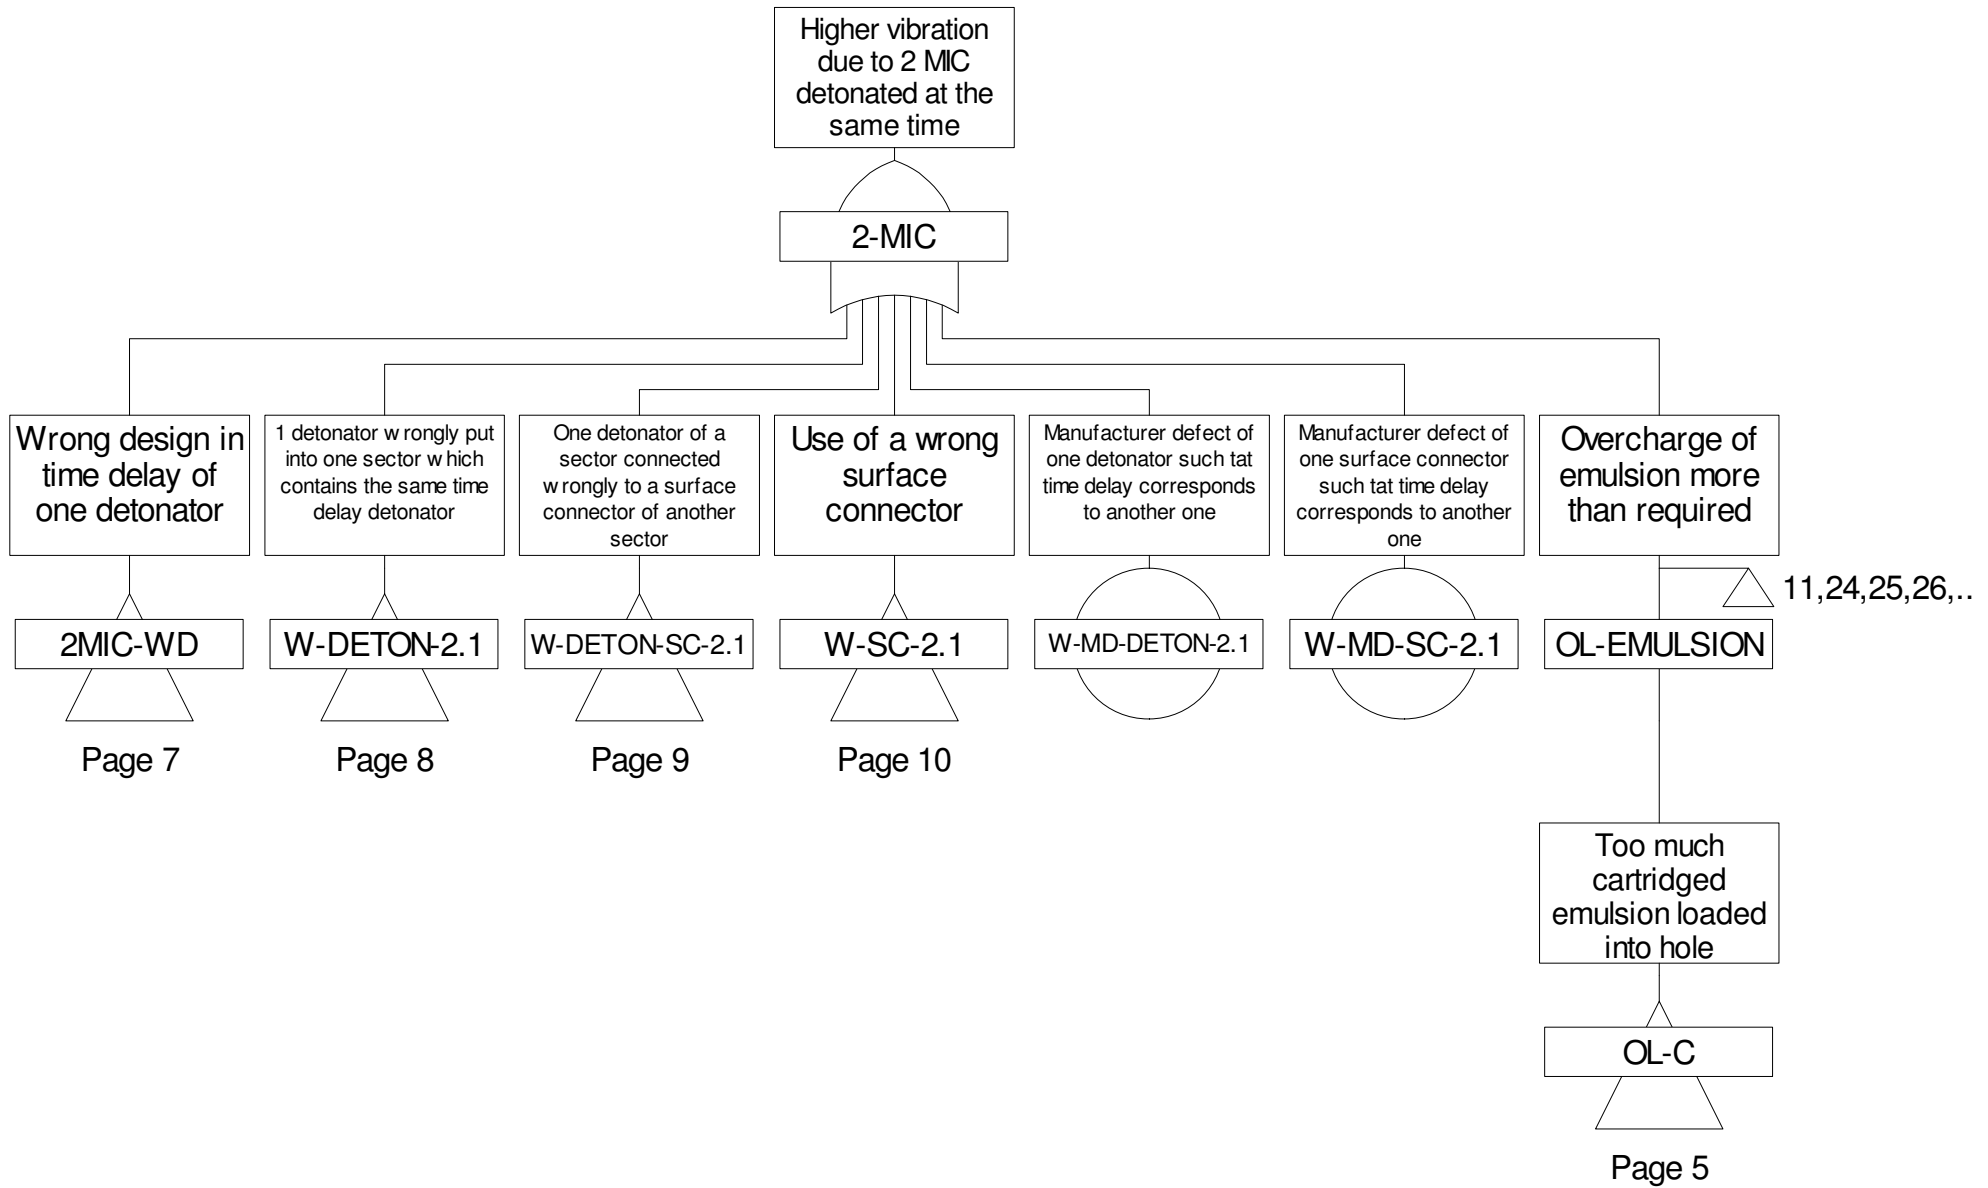 Higher vibration
due to 2 MIC
detonated at the
same time
2-MIC
Wrong design in
time delay of
one detonator
1 detonator wrongly put
into one sector which
contains the same time
delay detonator
One detonator of a
sector connected
wrongly to a surface
connector of another
sector
Use of a wrong
surface
connector
Manufacturer defect of
one detonator such tat
time delay corresponds
to another one
Manufacturer defect of
one surface connector
such tat time delay
corresponds to another
one
Overcharge of
emulsion more
than required
11,24,25,26,..
2MIC-WD
W-DETON-2.1
W-DETON-SC-2.1
W-SC-2.1
W-MD-DETON-2.1
W-MD-SC-2.1
OL-EMULSION
Page 7
Page 8
Page 9
Page 10
Too much
cartridged
emulsion loaded
into hole
OL-C
Page 5